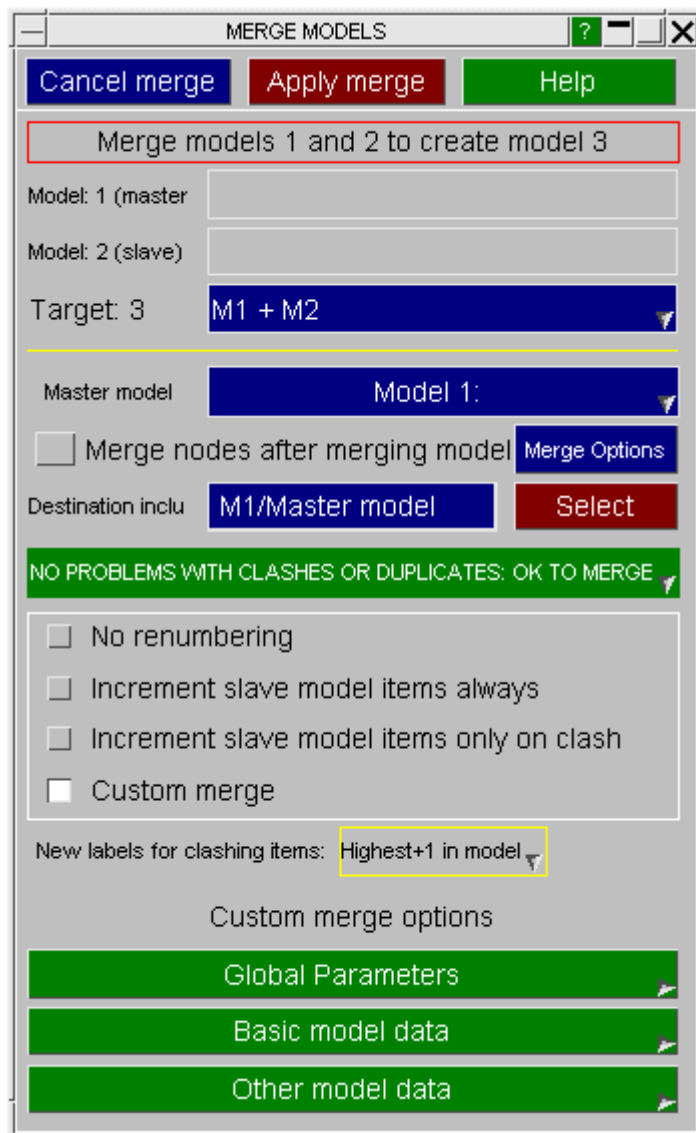 MERGE MODELS ?
Cancel merge Apply merge Help
Merge models 1 and 2 to create model 3
Model: 1 (master
Model: 2 (slave)
Target: 3 M1 + M2
Master model Model 1:
Merge nodes after merging model Merge Options
Destination inclu M1/Master model Select
NO PROBLEMS WITH CLASHES OR DUPLICATES: OK TO MERGE
No renumbering
Increment slave model items always
Increment slave model items only on clash
Custom merge
New labels for clashing items: Highest+1 in model
Custom merge options
Global Parameters
Basic model data
Other model data